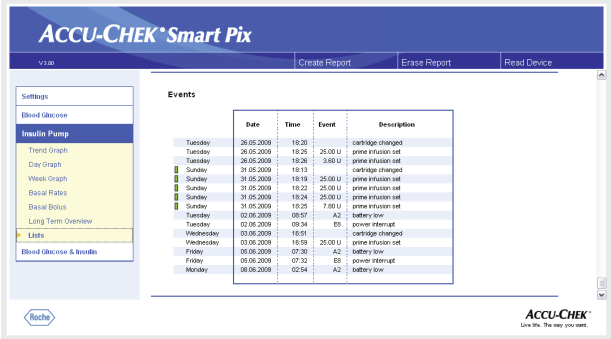 ACCU-CHEK® Smart Pix
V3.00 Create Report Erase Report Read Device
Settings
Blood Glucose
Insulin Pump
Trend Graph
Day Graph
Week Graph
Basal Rates
Basal Bolus
Long Term Overview
Lists
Blood Glucose & Insulin
Events
Date Time Event Description
Tuesday 26.05.2009 18:20 cartridge changed
Tuesday 26.05.2009 18:25 25.00 U prime infusion set
Tuesday 26.05.2009 18:26 3.60 U prime infusion set
Sunday 31.05.2009 18:13 cartridge changed
Sunday 31.05.2009 18:19 25.00 U prime infusion set
Sunday 31.05.2009 18:22 25.00 U prime infusion set
Sunday 31.05.2009 18:24 25.00 U prime infusion set
Sunday 31.05.2009 18:25 7.80 U prime infusion set
Tuesday 02.06.2009 08:57 A2 battery low
Tuesday 02.06.2009 09:34 E8 power interrupt
Wednesday 03.06.2009 16:51 cartridge changed
Wednesday 03.06.2009 16:59 25.00 U prime infusion set
Friday 05.06.2009 07:30 A2 battery low
Friday 05.06.2009 07:32 E8 power interrupt
Monday 08.06.2009 02:54 A2 battery low
Roche
ACCU-CHEK®
Live life. The way you want.